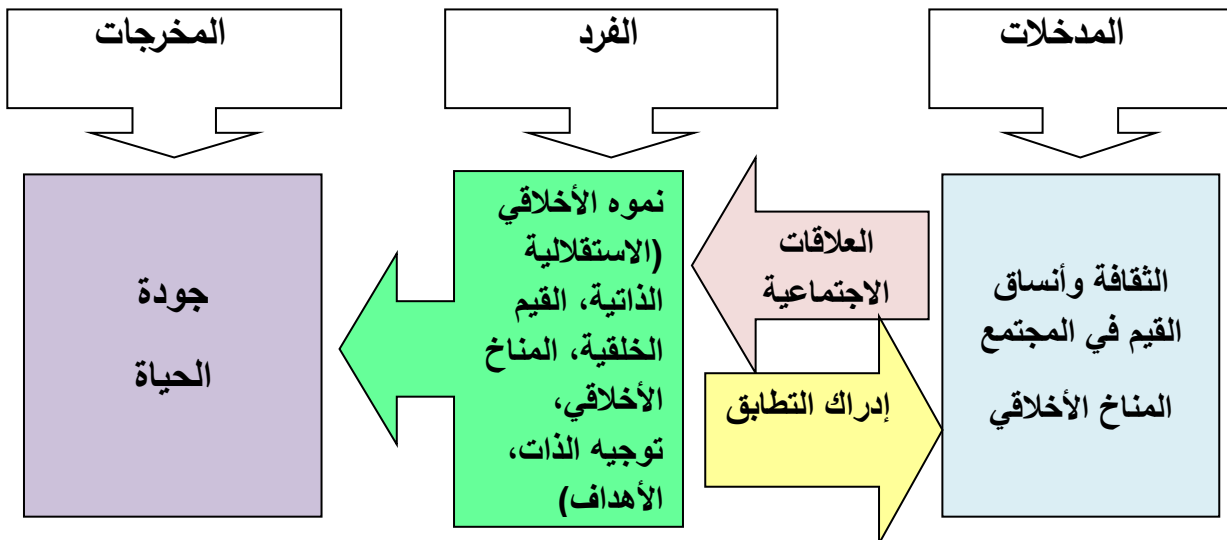 المدخلات
الفرد
المخرجات
الثقافة وأنساق
القيم في المجتمع
المناخ الأخلاقي
العلاقات
الاجتماعية
إدراك التطابق
نموه الأخلاقي
(الاستقلالية
الذاتية، القيم
الخلقية، المناخ
الأخلاقي،
توجيه الذات،
الأهداف)
جودة
الحياة